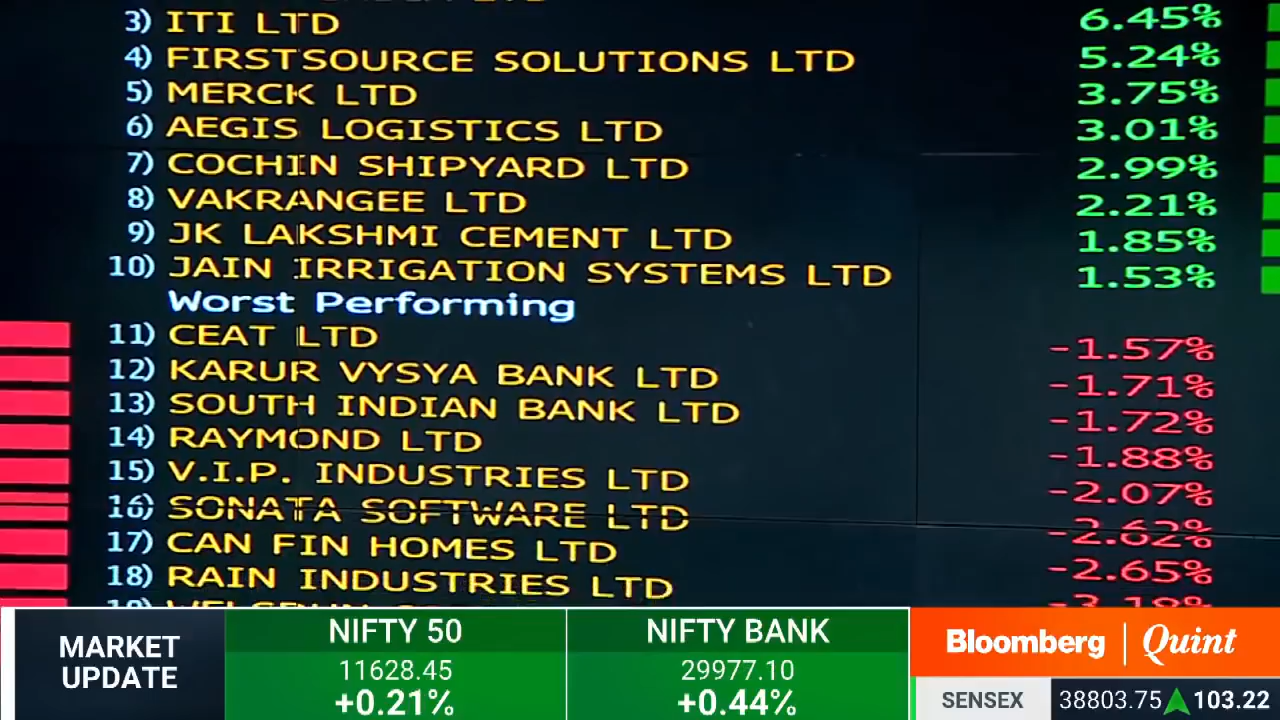 3) ITI LTD 6.45%
4) FIRSTSOURCE SOLUTIONS LTD 5.24%
5) MERCK LTD 3.75%
6) AEGIS LOGISTICS LTD 3.01%
7) COCHIN SHIPYARD LTD 2.99%
8) VAKRANGEE LTD 2.21%
9) JK LAKSHMI CEMENT LTD 1.85%
10) JAIN IRRIGATION SYSTEMS LTD 1.53%
Worst Performing
11) CEAT LTD -1.57%
12) KARUR VYSYA BANK LTD -1.71%
13) SOUTH INDIAN BANK LTD -1.72%
14) RAYMOND LTD -1.88%
15) V.I.P. INDUSTRIES LTD -2.07%
16) SONATA SOFTWARE LTD -2.62%
17) CAN FIN HOMES LTD -2.65%
18) RAIN INDUSTRIES LTD
MARKET UPDATE
NIFTY 50
11628.45
+0.21%
NIFTY BANK
29977.10
+0.44%
Bloomberg | Quint
SENSEX 38803.75 ▲ 103.22